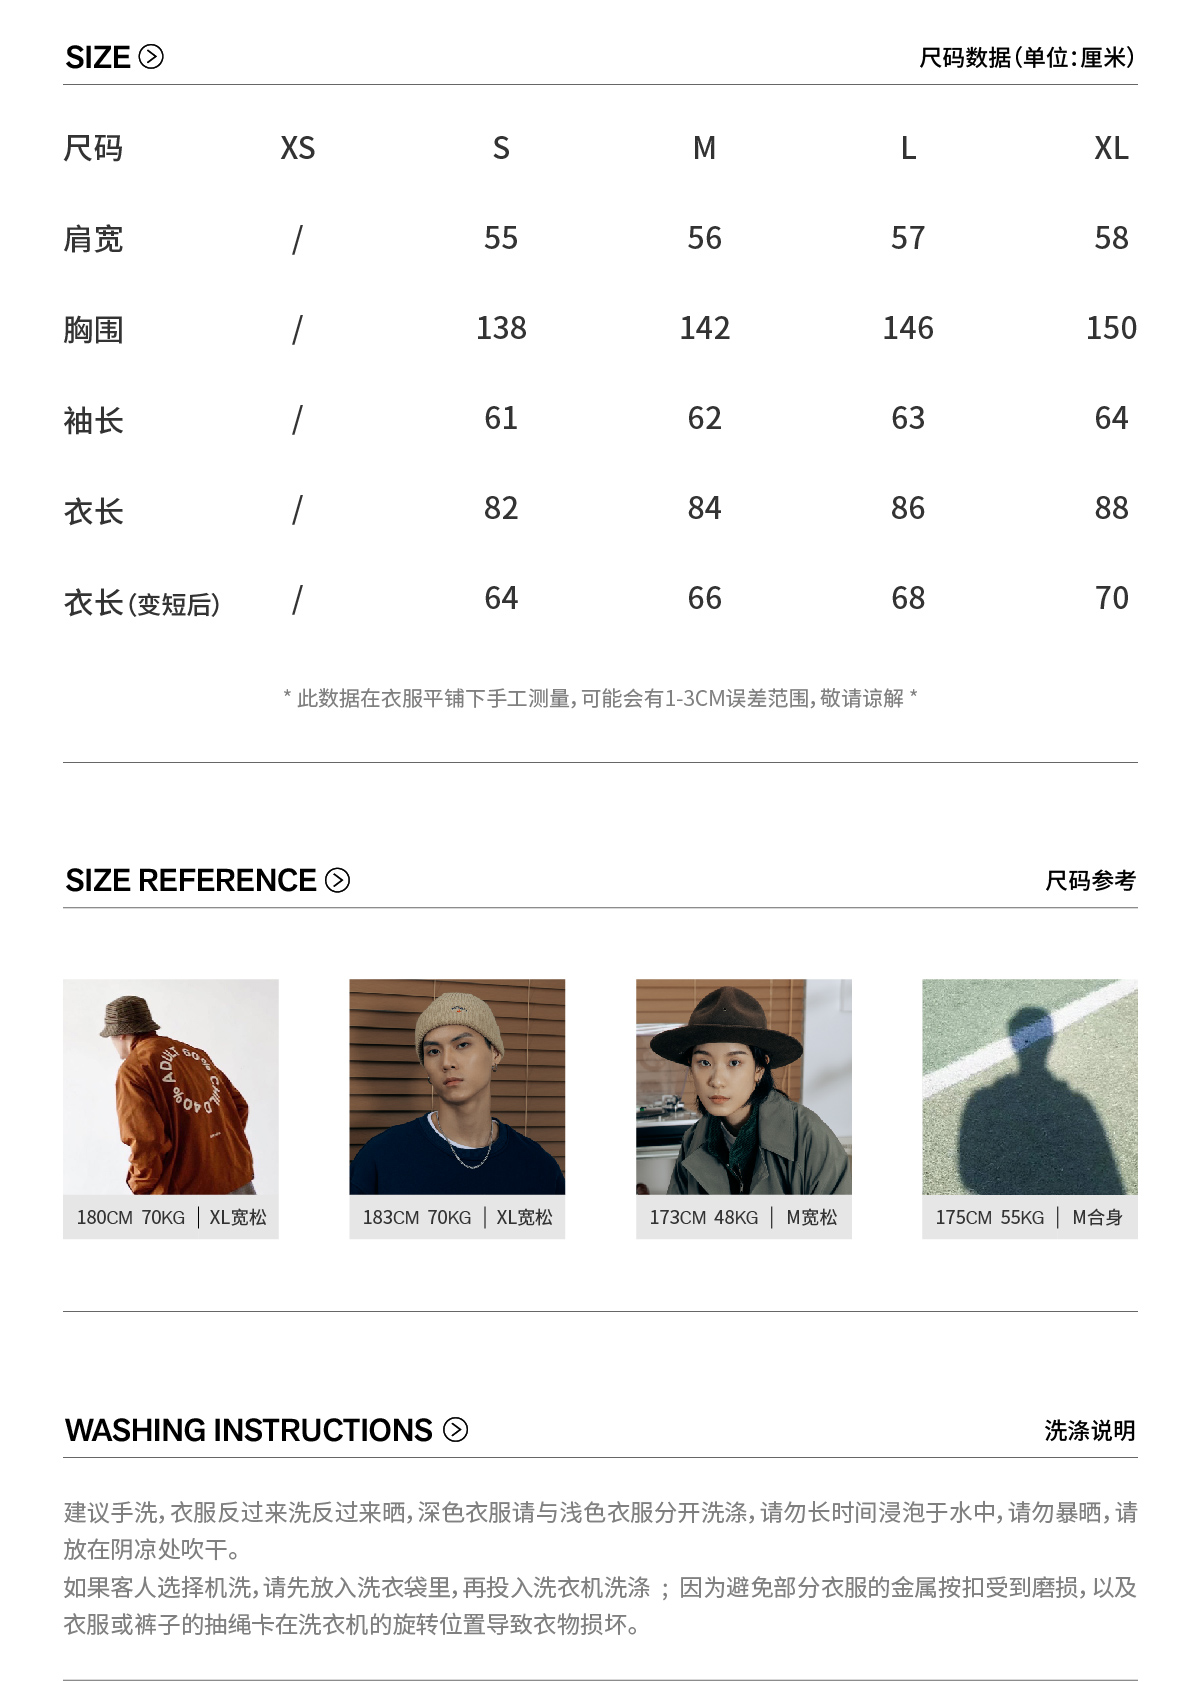 SIZE
尺码数据(单位:厘米)
尺码 XS S M L XL
肩宽 / 55 56 57 58
胸围 / 138 142 146 150
袖长 / 61 62 63 64
衣长 / 82 84 86 88
衣长(变短后) / 64 66 68 70
* 此数据在衣服平铺下手工测量,可能会有1-3CM误差范围,敬请谅解 *
SIZE REFERENCE
尺码参考
ADULT 60% CHILD 40%
180CM 70KG | XL宽松
183CM 70KG | XL宽松
173CM 48KG | M宽松
175CM 55KG | M合身
WASHING INSTRUCTIONS
洗涤说明
建议手洗,衣服反过来洗反过来晒,深色衣服请与浅色衣服分开洗涤,请勿长时间浸泡于水中,请勿暴晒,请
放在阴凉处吹干。
如果客人选择机洗,请先放入洗衣袋里,再投入洗衣机洗涤 ; 因为避免部分衣服的金属按扣受到磨损,以及
衣服或裤子的抽绳卡在洗衣机的旋转位置导致衣物损坏。